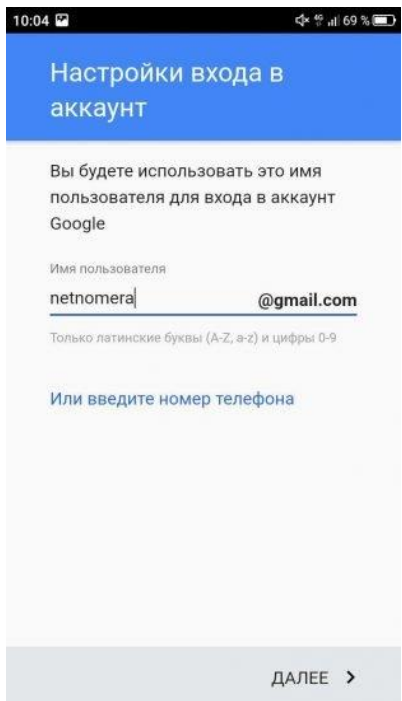 10:04 4G 69 %
Настройки входа в
аккаунт
Вы будете использовать это имя
пользователя для входа в аккаунт
Google
Имя пользователя
netnomera @gmail.com
Только латинские буквы (A-Z, a-z) и цифры 0-9
Или введите номер телефона
ДАЛЕЕ